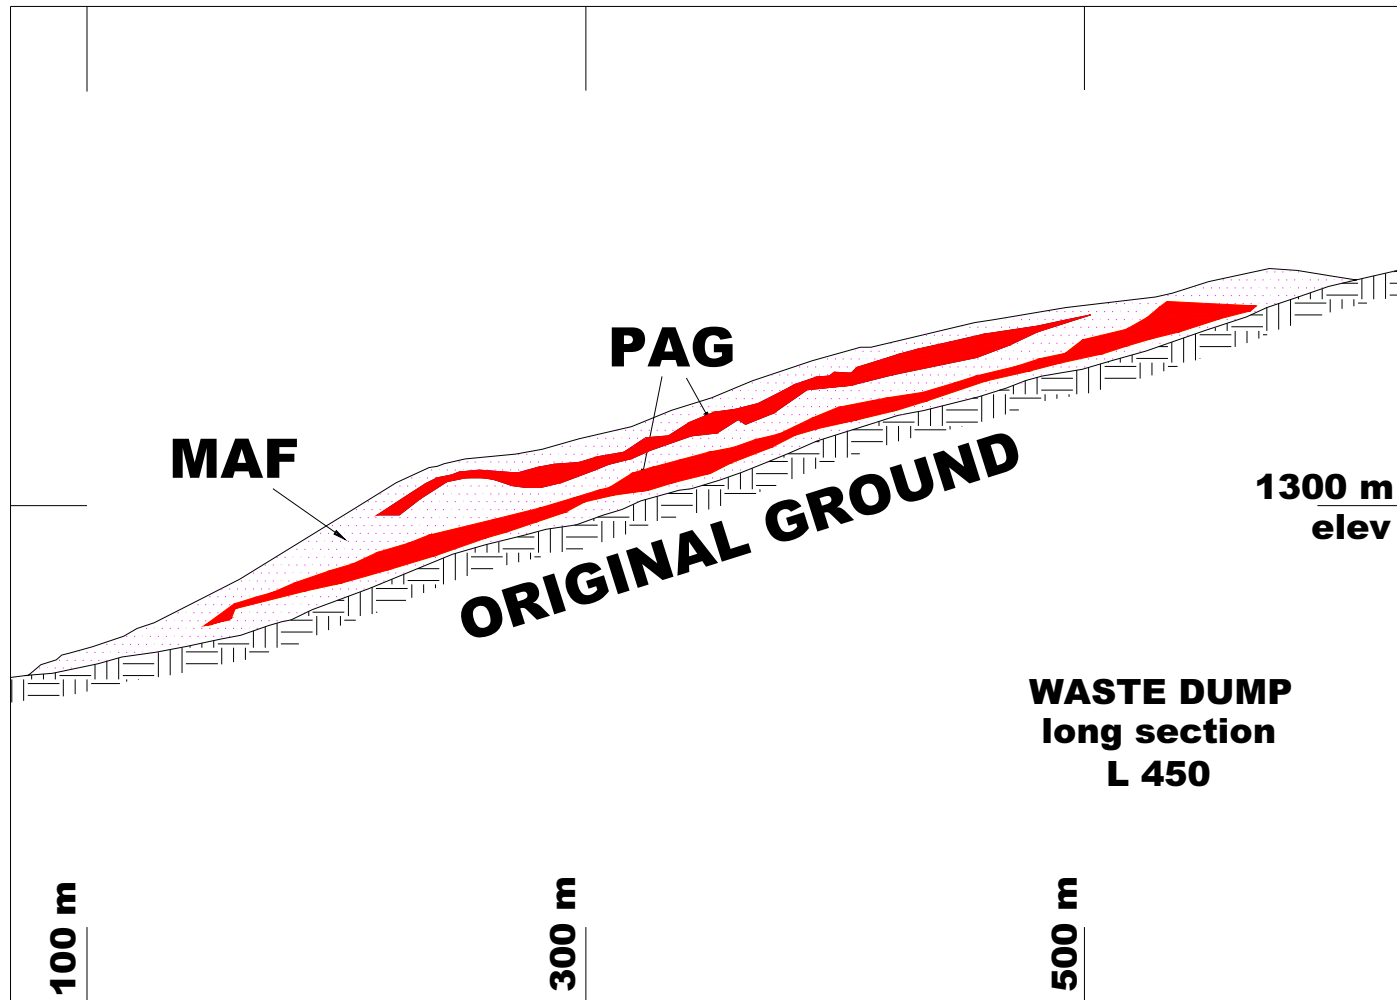 PAG
MAF
ORIGINAL GROUND
1300 m
elev
WASTE DUMP
long section
L 450
100 m
300 m
500 m